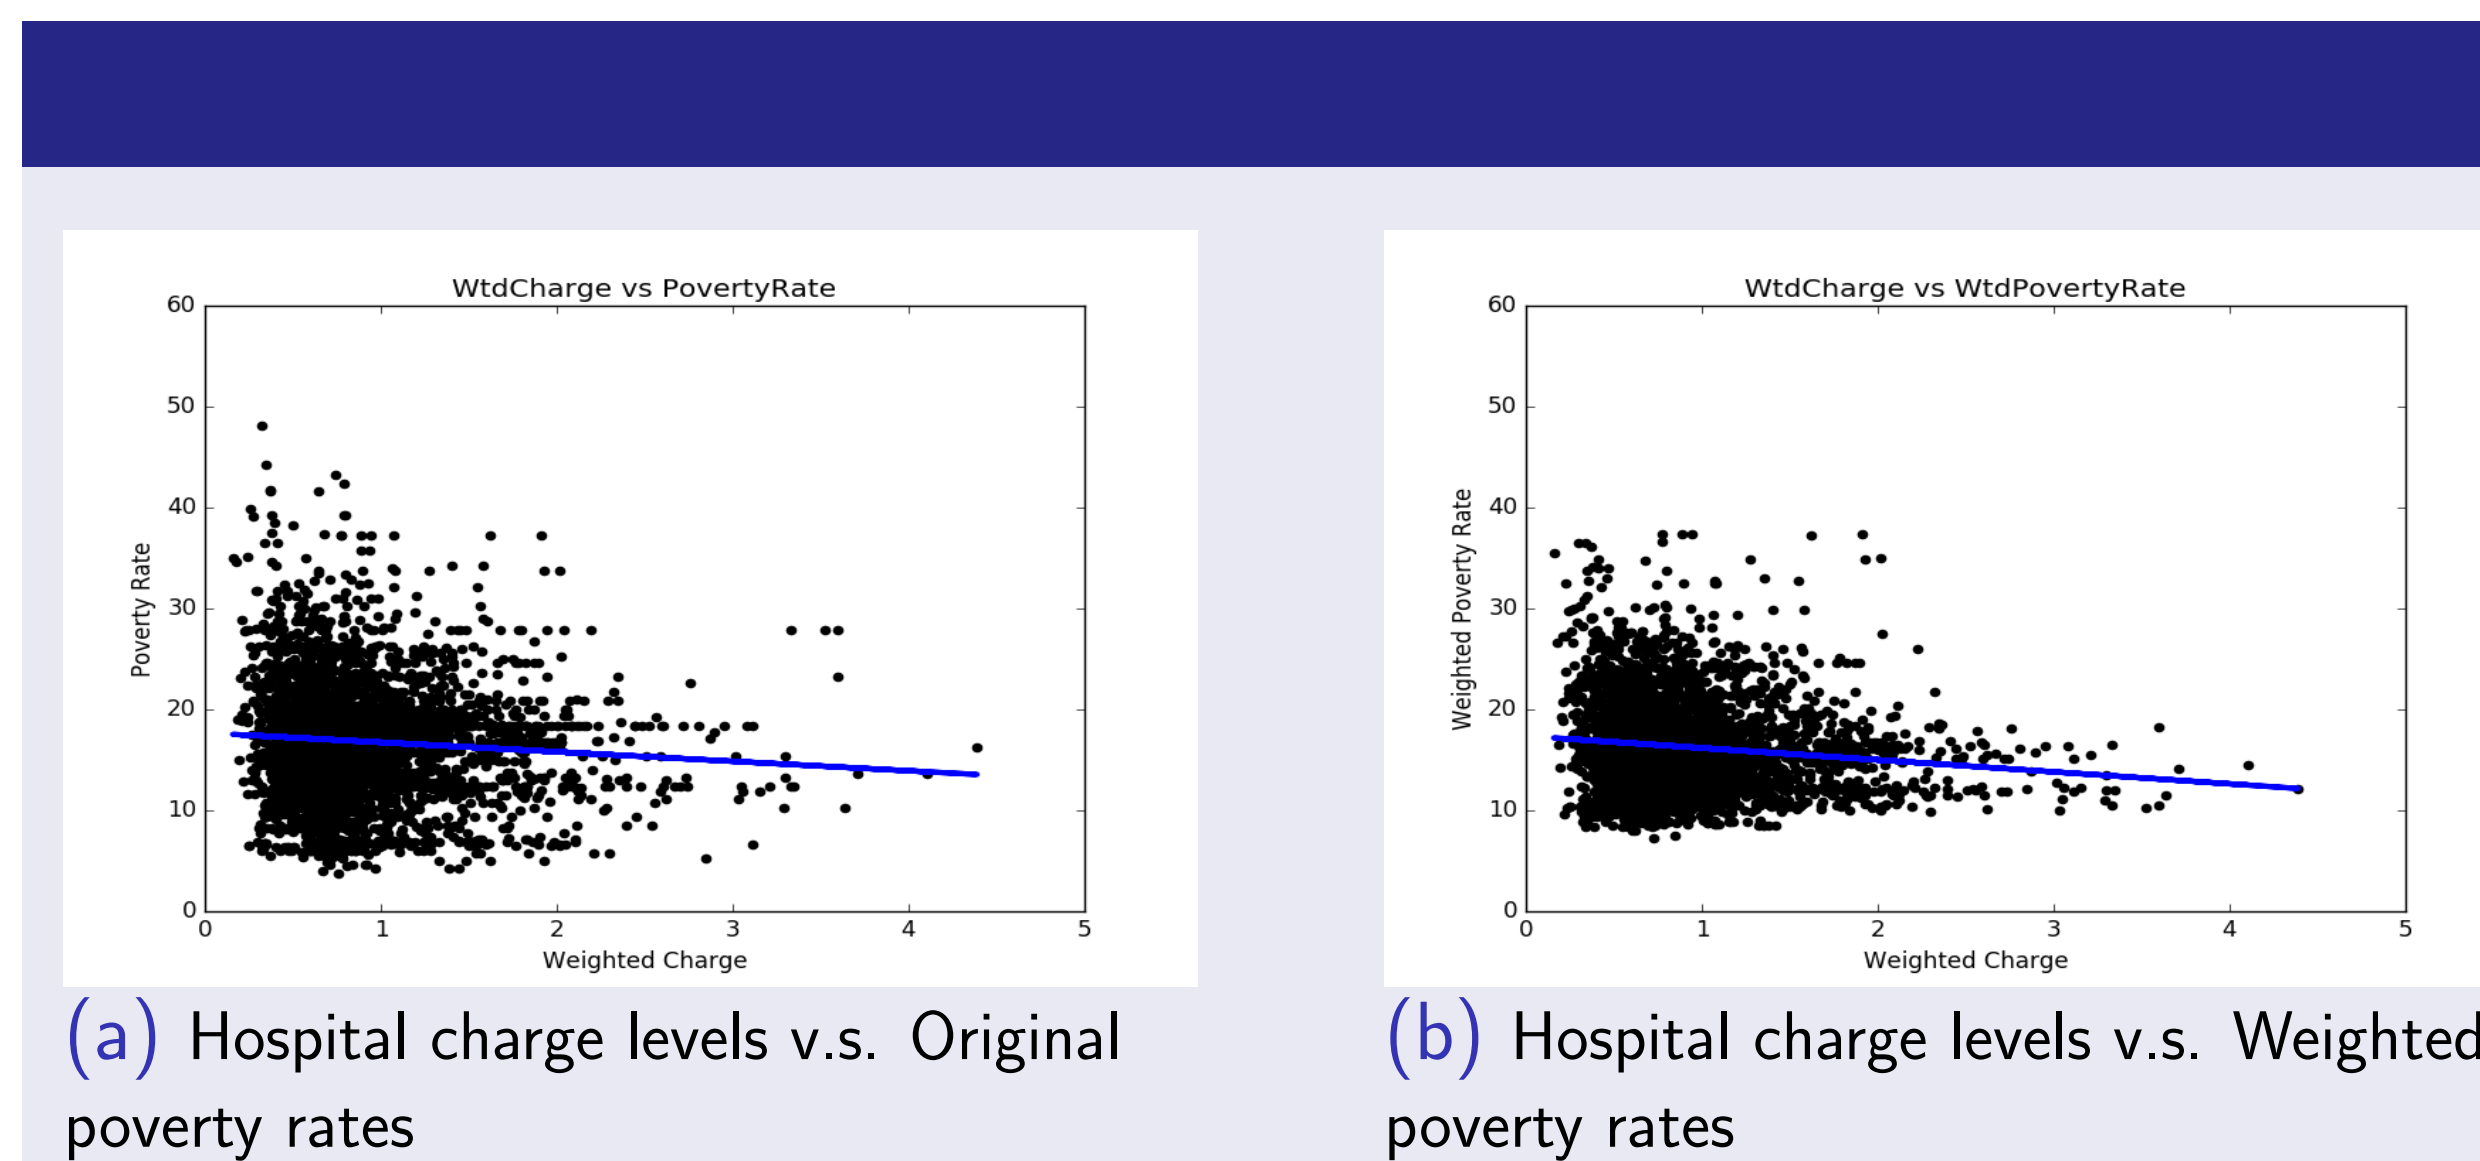 WtdCharge vs PovertyRate
60
50
40
30
20
10
0
Poverty Rate
0 1 2 3 4 5
Weighted Charge
(a) Hospital charge levels v.s. Original
poverty rates
WtdCharge vs WtdPovertyRate
60
50
40
30
20
10
0
Weighted Poverty Rate
0 1 2 3 4 5
Weighted Charge
(b) Hospital charge levels v.s. Weighted
poverty rates